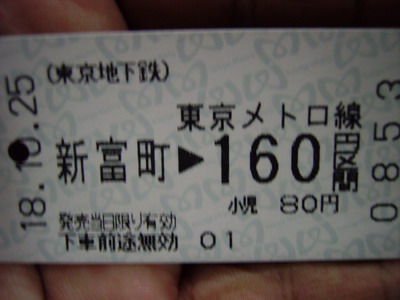 (東京地下鉄)
東京メトロ線
新富町▶160円区間
小児 80円
発売当日限り有効
下車前途無効 01
18.10.25
0853